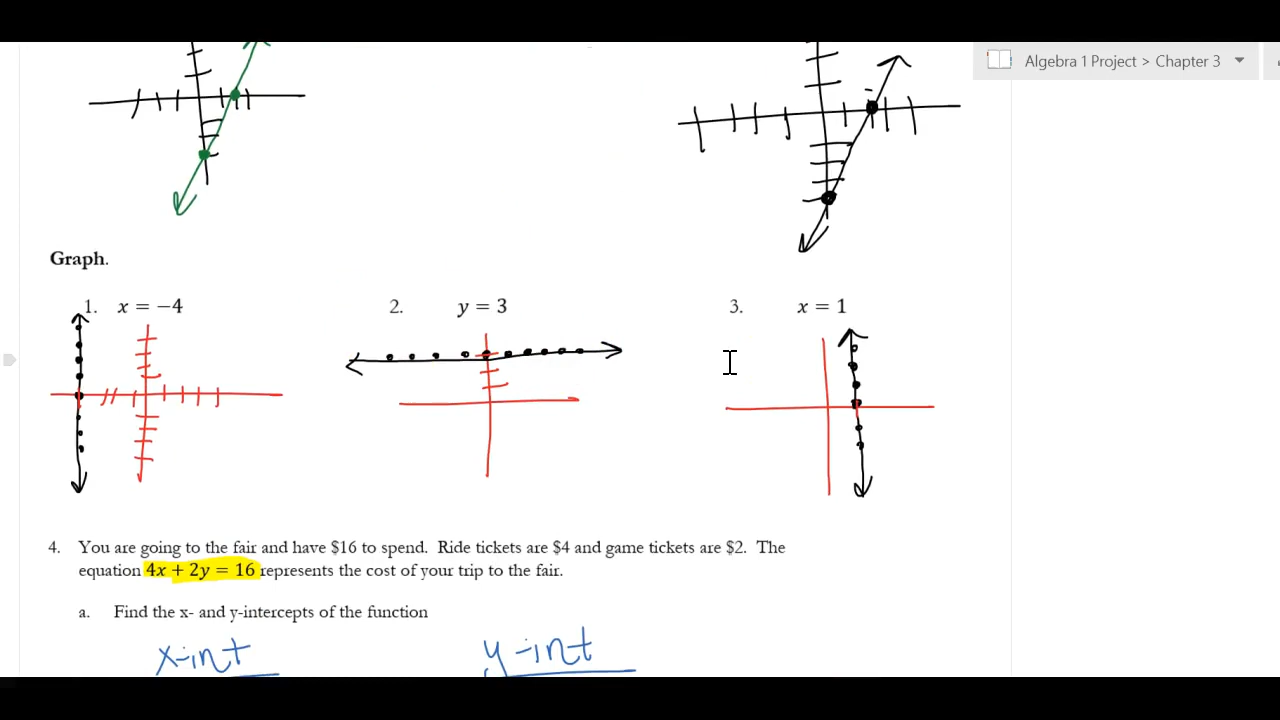 Algebra 1 Project > Chapter 3
Graph.
1. x = −4
2. y = 3
3. x = 1
4. You are going to the fair and have $16 to spend. Ride tickets are $4 and game tickets are $2. The
equation 4x + 2y = 16 represents the cost of your trip to the fair.
a. Find the x- and y-intercepts of the function
x-int
y-int